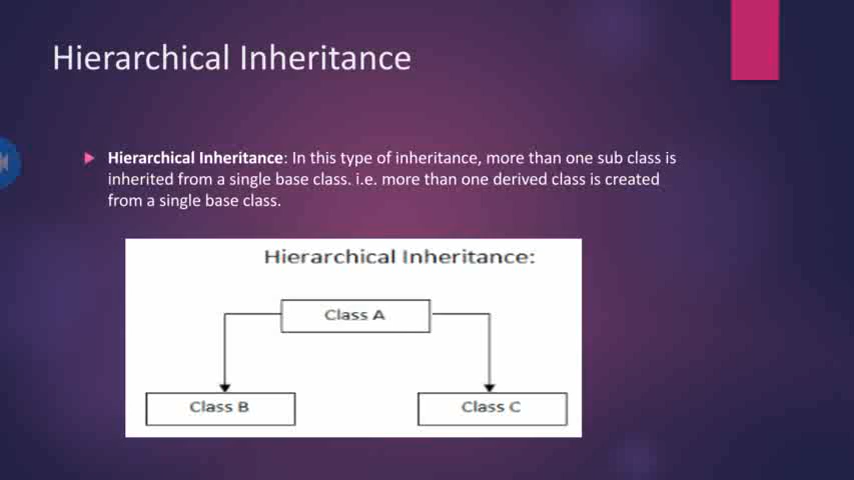 Hierarchical Inheritance
Hierarchical Inheritance: In this type of inheritance, more than one sub class is
inherited from a single base class. i.e. more than one derived class is created
from a single base class.
Hierarchical Inheritance:
Class A
Class B
Class C